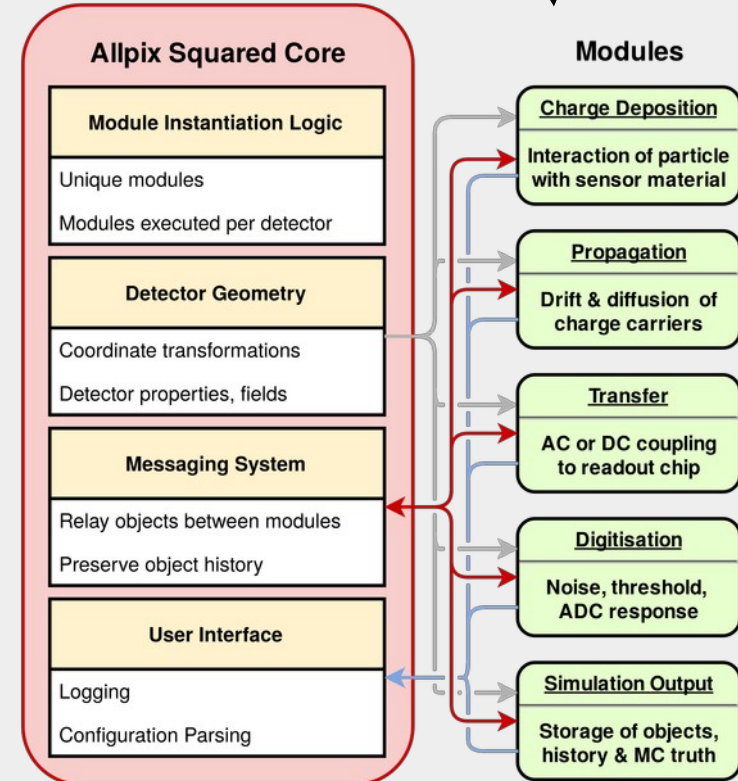 Allpix Squared Core
Module Instantiation Logic
Unique modules
Modules executed per detector
Detector Geometry
Coordinate transformations
Detector properties, fields
Messaging System
Relay objects between modules
Preserve object history
User Interface
Logging
Configuration Parsing
Modules
Charge Deposition
Interaction of particle
with sensor material
Propagation
Drift & diffusion of
charge carriers
Transfer
AC or DC coupling
to readout chip
Digitisation
Noise, threshold,
ADC response
Simulation Output
Storage of objects,
history & MC truth